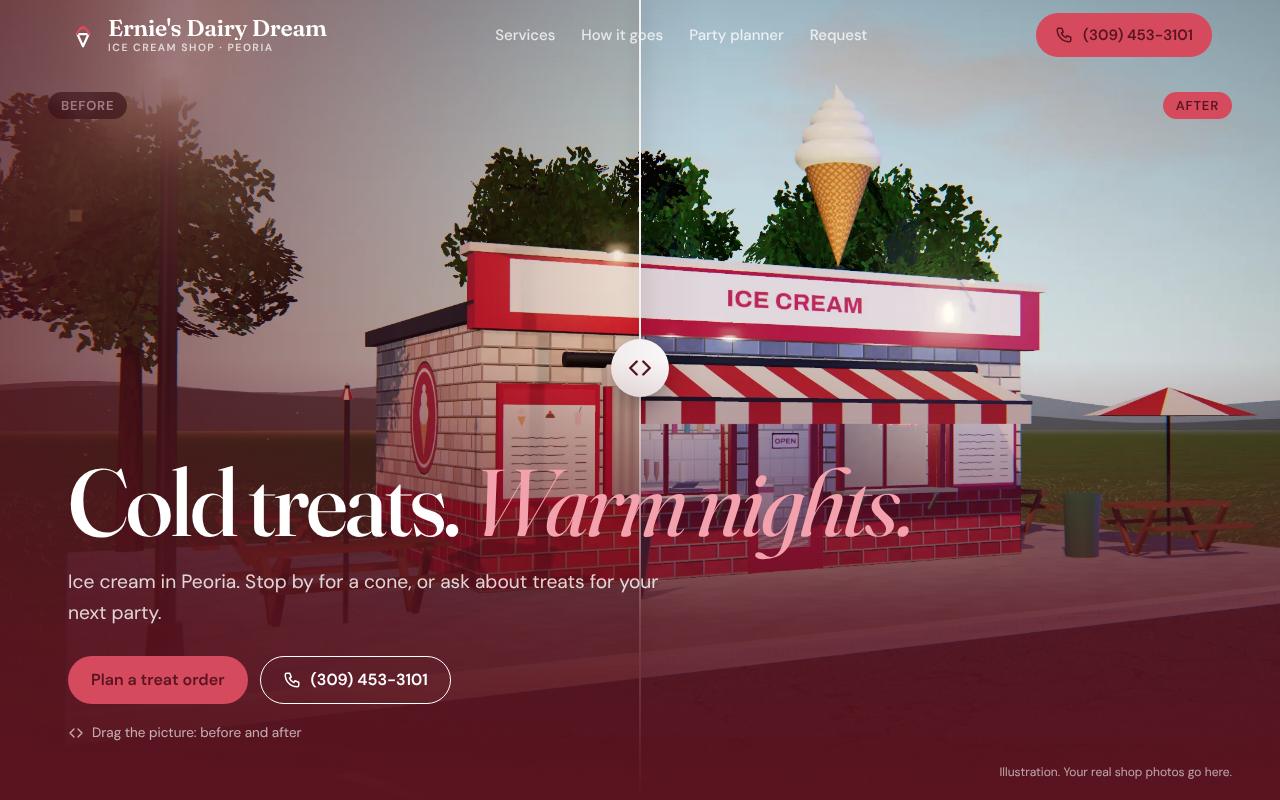 Ernie's Dairy Dream
ICE CREAM SHOP · PEORIA
Services
How it goes
Party planner
Request
(309) 453-3101
BEFORE
AFTER
ICE CREAM
OPEN
Cold treats. Warm nights.
Ice cream in Peoria. Stop by for a cone, or ask about treats for your
next party.
Plan a treat order
(309) 453-3101
Drag the picture: before and after
Illustration. Your real shop photos go here.